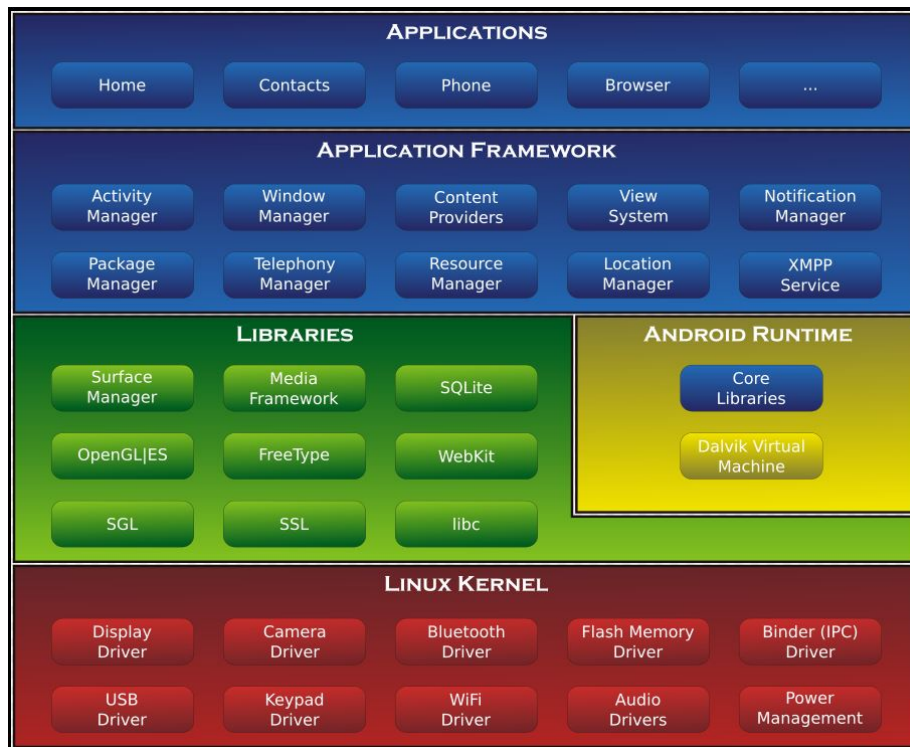 APPLICATIONS
Home
Contacts
Phone
Browser
...
APPLICATION FRAMEWORK
Activity
Manager
Window
Manager
Content
Providers
View
System
Notification
Manager
Package
Manager
Telephony
Manager
Resource
Manager
Location
Manager
XMPP
Service
LIBRARIES
Surface
Manager
Media
Framework
SQLite
OpenGL|ES
FreeType
WebKit
SGL
SSL
libc
ANDROID RUNTIME
Core
Libraries
Dalvik Virtual
Machine
LINUX KERNEL
Display
Driver
Camera
Driver
Bluetooth
Driver
Flash Memory
Driver
Binder (IPC)
Driver
USB
Driver
Keypad
Driver
WiFi
Driver
Audio
Drivers
Power
Management